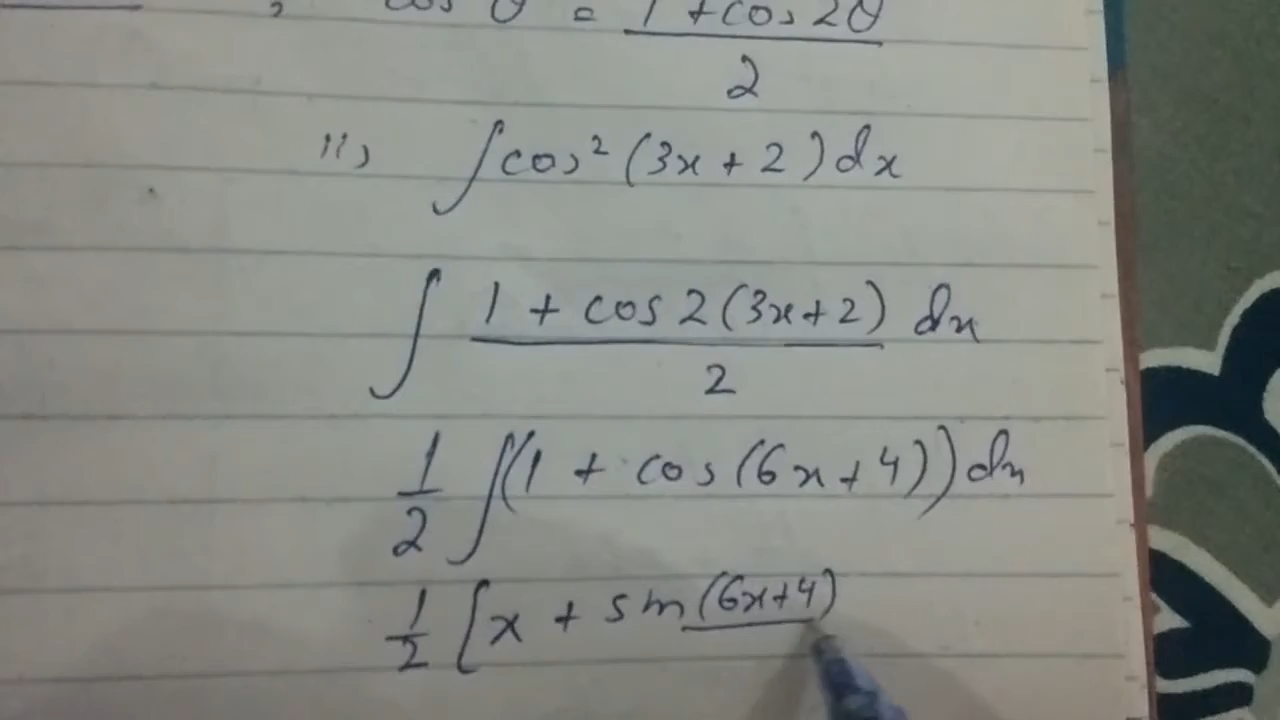 , cos θ = 1 + cos 2θ / 2
ii, ∫cos² (3x + 2) dx
∫ 1 + cos 2 (3x + 2) / 2 dx
1/2 ∫(1 + cos (6x + 4)) dx
1/2 [x + sin (6x + 4)